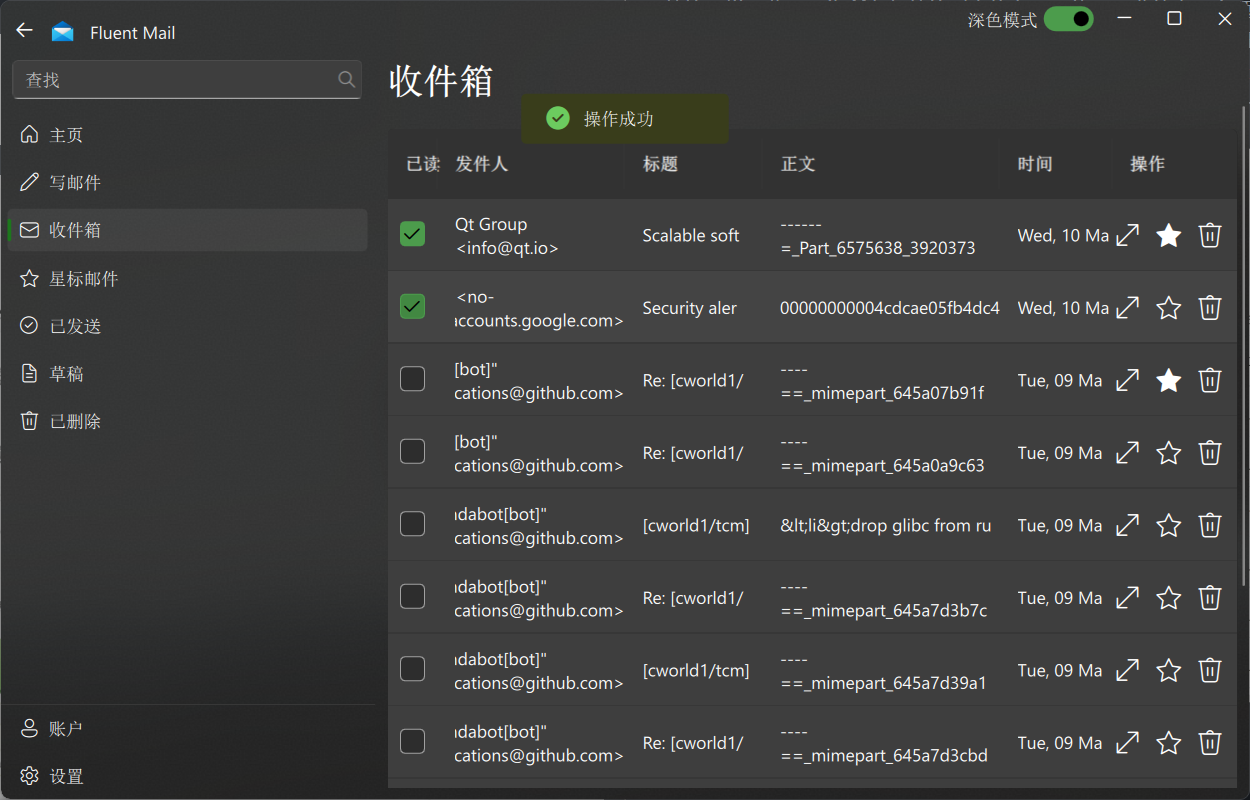 Fluent Mail
深色模式
查找
主页
写邮件
收件箱
星标邮件
已发送
草稿
已删除
账户
设置
收件箱
操作成功
已读 发件人 标题 正文 时间 操作
Qt Group
<info@qt.io>
Scalable soft
------
=_Part_6575638_3920373
Wed, 10 Ma
<no-
accounts.google.com>
Security aler
00000000004cdcae05fb4dc4
Wed, 10 Ma
[bot]"
cations@github.com>
Re: [cworld1/
----
==_mimepart_645a07b91f
Tue, 09 Ma
[bot]"
cations@github.com>
Re: [cworld1/
----
==_mimepart_645a0a9c63
Tue, 09 Ma
dabot[bot]"
cations@github.com>
[cworld1/tcm]
&lt;li&gt;drop glibc from ru
Tue, 09 Ma
dabot[bot]"
cations@github.com>
Re: [cworld1/
----
==_mimepart_645a7d3b7c
Tue, 09 Ma
dabot[bot]"
cations@github.com>
[cworld1/tcm]
----
==_mimepart_645a7d39a1
Tue, 09 Ma
dabot[bot]"
cations@github.com>
Re: [cworld1/
----
==_mimepart_645a7d3cbd
Tue, 09 Ma